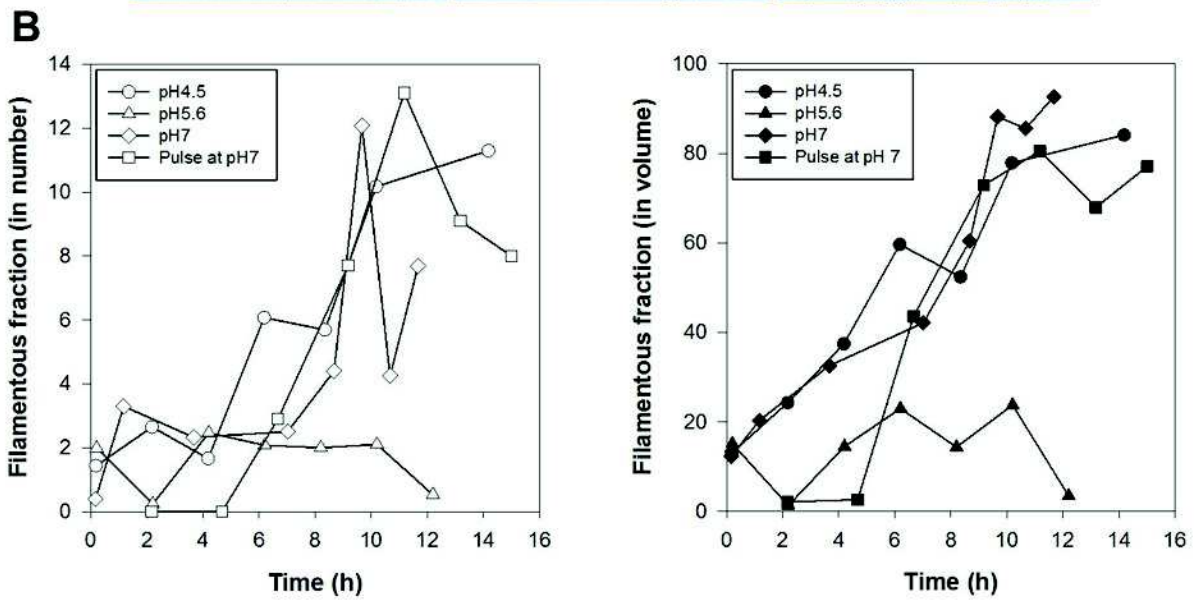 B
14
12
10
8
6
4
2
0
Filamentous fraction (in number)
pH4.5
pH5.6
pH7
Pulse at pH7
0 2 4 6 8 10 12 14 16
Time (h)
100
80
60
40
20
0
Filamentous fraction (in volume)
pH4.5
pH5.6
pH7
Pulse at pH 7
0 2 4 6 8 10 12 14 16
Time (h)